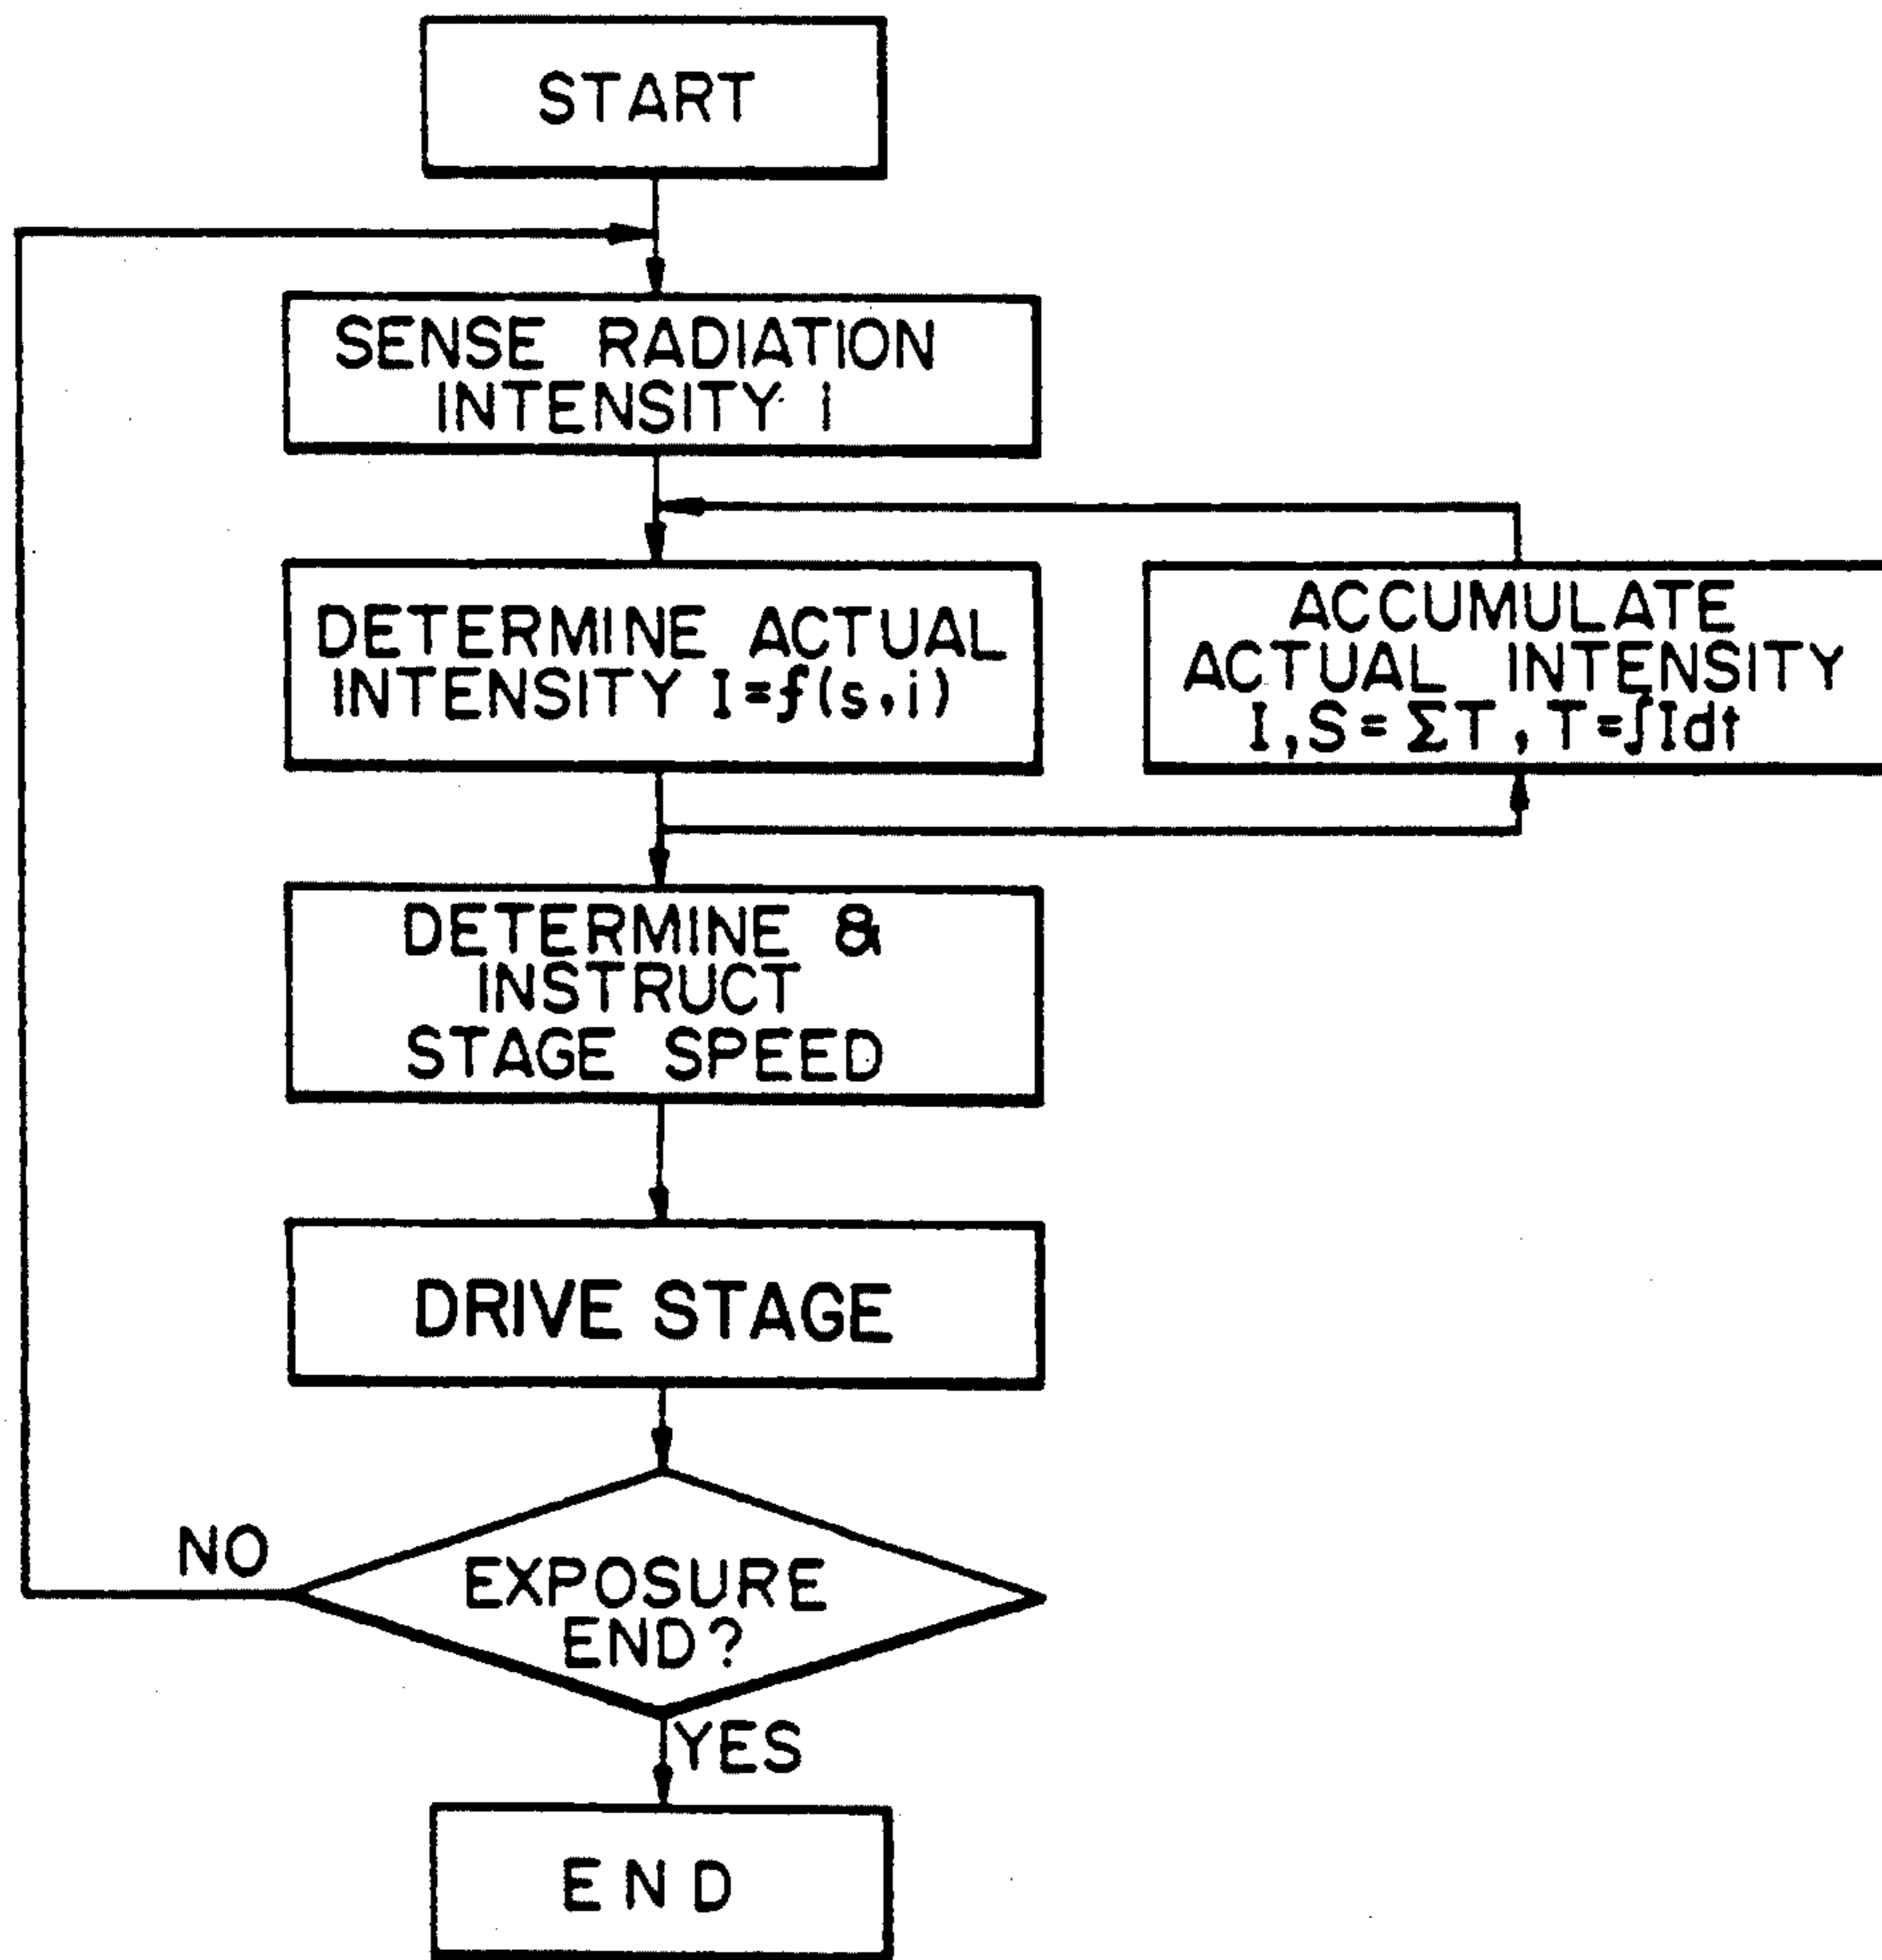 START
SENSE RADIATION
INTENSITY i
DETERMINE ACTUAL
INTENSITY I=f(s,i)
ACCUMULATE
ACTUAL INTENSITY
I,S=ΣT,T=∫Idt
DETERMINE &
INSTRUCT
STAGE SPEED
DRIVE STAGE
NO
EXPOSURE
END?
YES
END